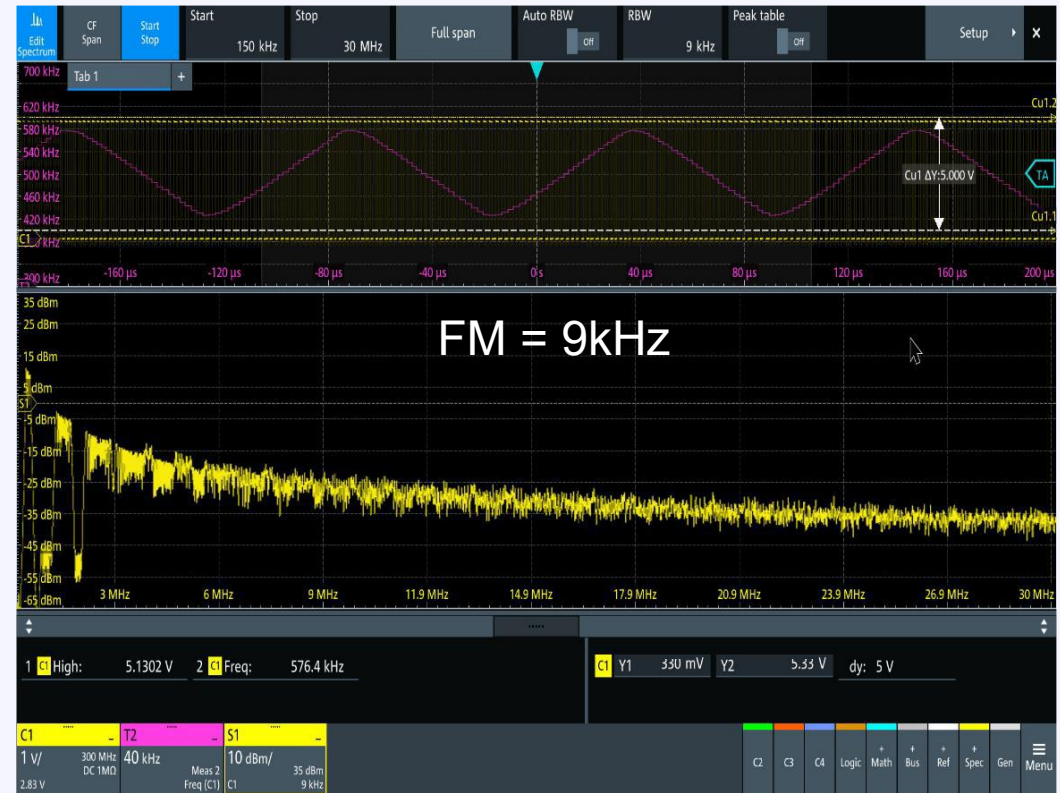 Edit Spectrum
CF Span
Start Stop
Start 150 kHz
Stop 30 MHz
Full span
Auto RBW Off
RBW 9 kHz
Peak table Off
Setup
×
Tab 1 +
700 kHz
620 kHz
580 kHz
540 kHz
500 kHz
460 kHz
420 kHz
C1
kHz
Cu1.2
Cu1 ΔY:5.000 V
TA
Cu1.1
-160 µs -120 µs -80 µs -40 µs 0 s 40 µs 80 µs 120 µs 160 µs 200 µs
35 dBm
25 dBm
FM = 9kHz
15 dBm
5 dBm
S1
-5 dBm
-15 dBm
-25 dBm
-35 dBm
-45 dBm
-55 dBm
-65 dBm
3 MHz 6 MHz 9 MHz 11.9 MHz 14.9 MHz 17.9 MHz 20.9 MHz 23.9 MHz 26.9 MHz 30 MHz
1 C1 High: 5.1302 V 2 C1 Freq: 576.4 kHz
C1 Y1 330 mV Y2 5.33 V dy: 5 V
C1
1 V/ 300 MHz
DC 1MΩ
2.83 V
T2
40 kHz
Meas 2
Freq (C1)
S1
10 dBm/
35 dBm
C1 9 kHz
C2 C3 C4 Logic + Math + Bus + Ref + Spec Gen Menu